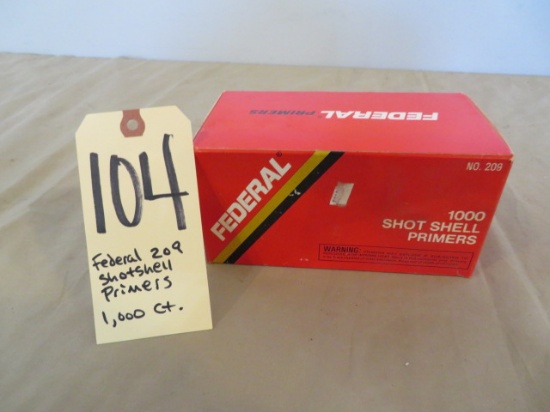 104
Federal 209
Shotshell
Primers
1,000 Ct.
FEDERAL PRIMERS
FEDERAL
NO. 209
1000
SHOT SHELL
PRIMERS
WARNING: